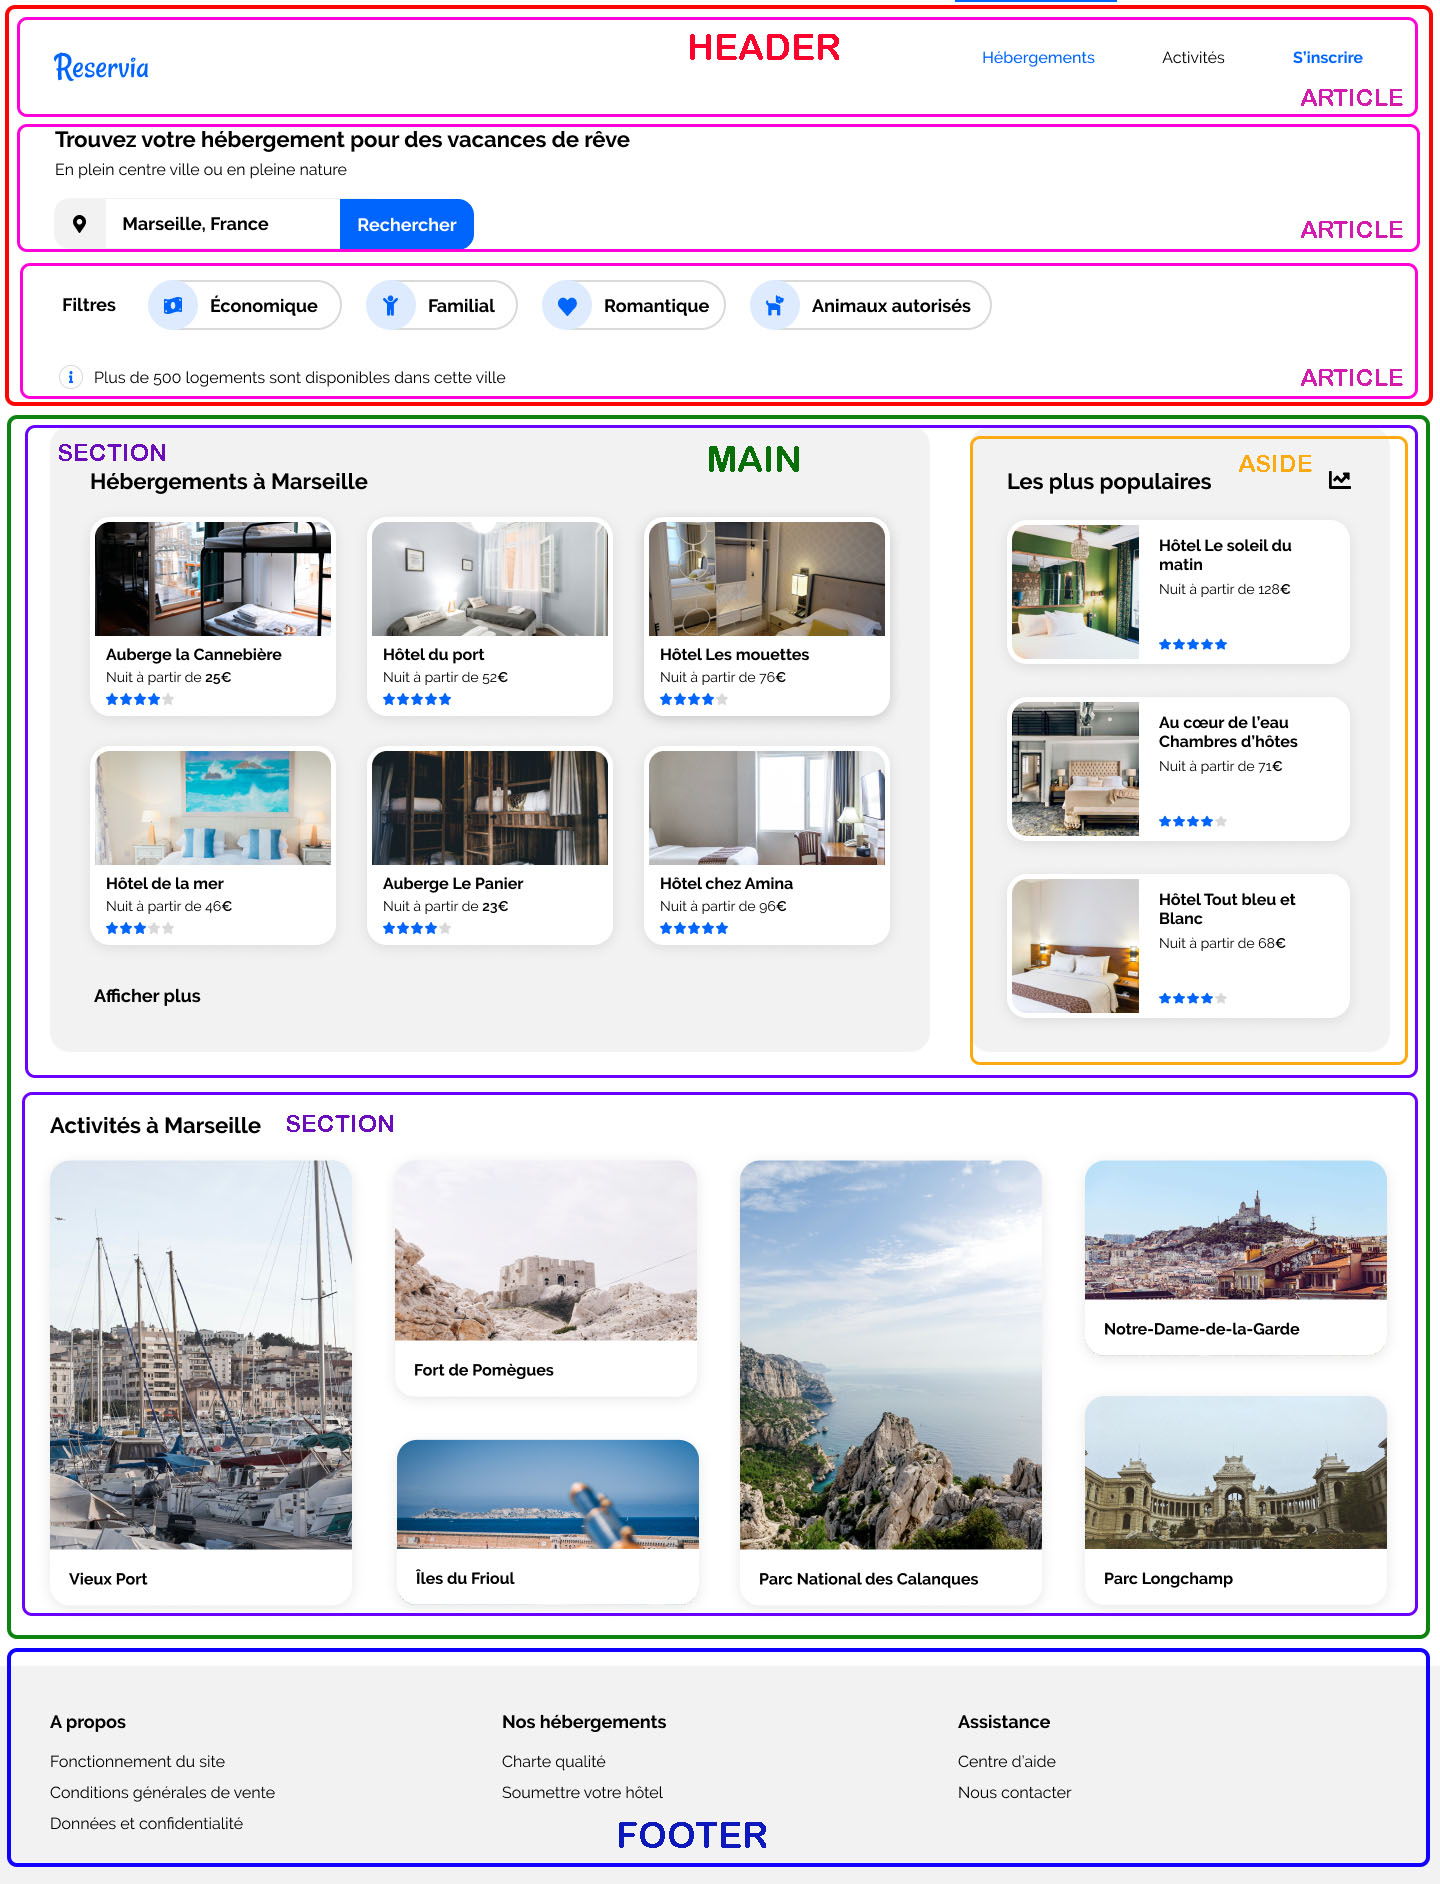 Reservia
HEADER
Hébergements
Activités
S'inscrire
ARTICLE
Trouvez votre hébergement pour des vacances de rêve
En plein centre ville ou en pleine nature
Marseille, France
Rechercher
ARTICLE
Filtres
Économique
Familial
Romantique
Animaux autorisés
Plus de 500 logements sont disponibles dans cette ville
ARTICLE
SECTION
MAIN
Hébergements à Marseille
Auberge la Cannebière
Nuit à partir de 25€
Hôtel du port
Nuit à partir de 52€
Hôtel Les mouettes
Nuit à partir de 76€
Hôtel de la mer
Nuit à partir de 46€
Auberge Le Panier
Nuit à partir de 23€
Hôtel chez Amina
Nuit à partir de 96€
Afficher plus
ASIDE
Les plus populaires
Hôtel Le soleil du
matin
Nuit à partir de 128€
Au cœur de l'eau
Chambres d'hôtes
Nuit à partir de 71€
Hôtel Tout bleu et
Blanc
Nuit à partir de 68€
Activités à Marseille
SECTION
Vieux Port
Fort de Pomègues
Îles du Frioul
Parc National des Calanques
Notre-Dame-de-la-Garde
Parc Longchamp
A propos
Fonctionnement du site
Conditions générales de vente
Données et confidentialité
Nos hébergements
Charte qualité
Soumettre votre hôtel
Assistance
Centre d'aide
Nous contacter
FOOTER